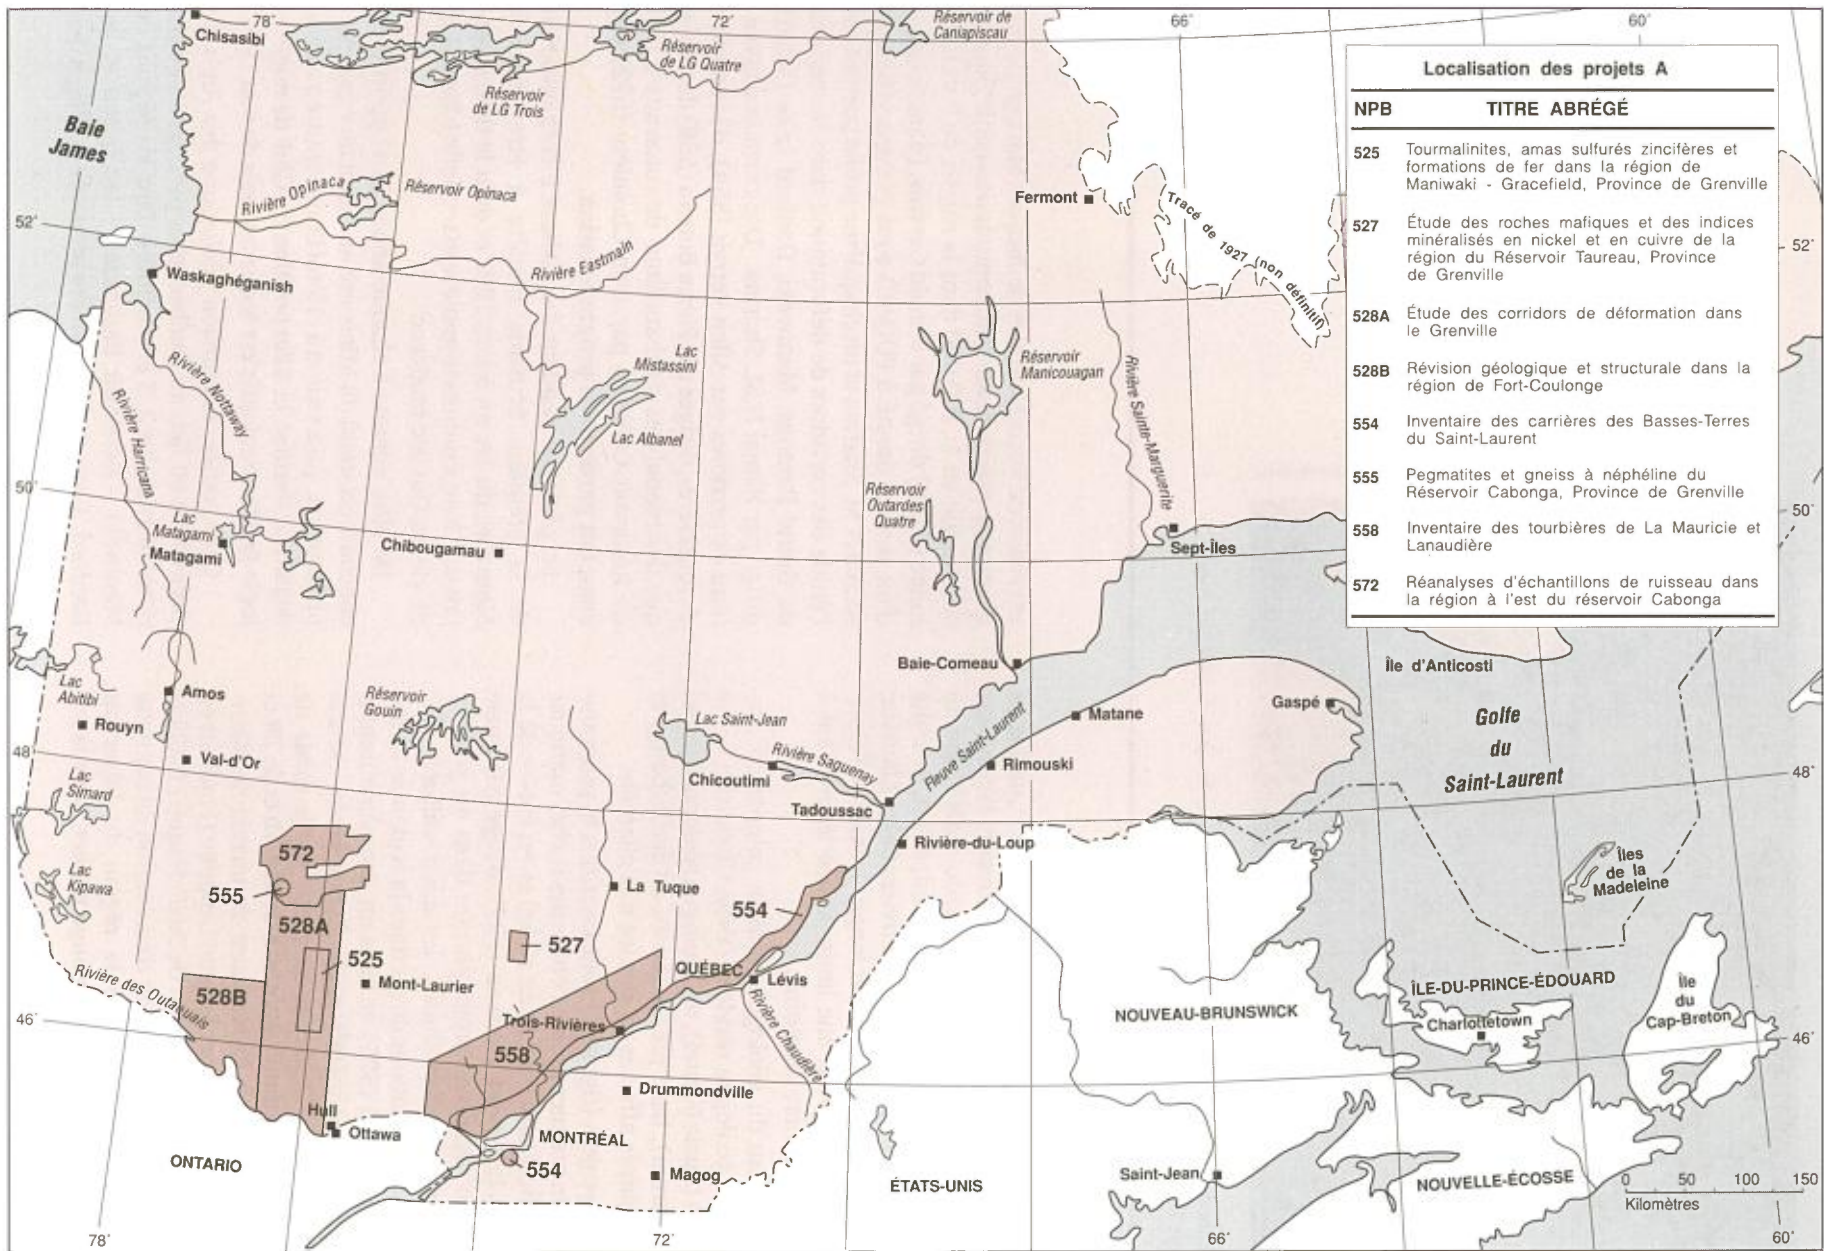 78°
72°
66°
60°
Chisasibi
Réservoir
de LG Quatre
Réservoir de
Caniapiscau
Réservoir
de LG Trois
Baie
James
Localisation des projets A
NPB TITRE ABRÉGÉ
525 Tourmalinites, amas sulfurés zincifères et
formations de fer dans la région de
Maniwaki - Gracefield, Province de Grenville
527 Étude des roches mafiques et des indices
minéralisés en nickel et en cuivre de la
région du Réservoir Taureau, Province
de Grenville
528A Étude des corridors de déformation dans
le Grenville
528B Révision géologique et structurale dans la
région de Fort-Coulonge
554 Inventaire des carrières des Basses-Terres
du Saint-Laurent
555 Pegmatites et gneiss à néphéline du
Réservoir Cabonga, Province de Grenville
558 Inventaire des tourbières de La Mauricie et
Lanaudière
572 Réanalyses d'échantillons de ruisseau dans
la région à l'est du réservoir Cabonga
Rivière Opinaca
Réservoir Opinaca
Fermont
Tracé de 1927 (non définitif)
52°
52°
Rivière Eastmain
Waskaghéganish
Rivière Nottaway
Rivière Harricana
Lac
Mistassini
Lac Albanel
Réservoir
Manicouagan
Rivière Sainte-Marguerite
50°
50°
Réservoir
Outardes
Quatre
Lac
Matagami
Matagami
Chibougamau
Sept-Îles
Baie-Comeau
Île d'Anticosti
Lac
Abitibi
Amos
Réservoir
Gouin
Lac Saint-Jean
Rivière Saguenay
Fleuve Saint-Laurent
Matane
Gaspé
Golfe
du
Saint-Laurent
Rouyn
48°
48°
Val-d'Or
Chicoutimi
Rimouski
Tadoussac
Lac
Simard
Rivière-du-Loup
572
Lac
Kipawa
555
La Tuque
554
Îles
de la
Madeleine
528A
525
527
QUÉBEC
Lévis
Mont-Laurier
528B
Rivière des Outaouais
Rivière Chaudière
ÎLE-DU-PRINCE-ÉDOUARD
Île
du
Cap-Breton
NOUVEAU-BRUNSWICK
Charlottetown
46°
46°
Trois-Rivières
558
Drummondville
Hull
Ottawa
MONTRÉAL
554
ONTARIO
Magog
ÉTATS-UNIS
Saint-Jean
NOUVELLE-ÉCOSSE
0 50 100 150
Kilomètres
78°
72°
66°
60°